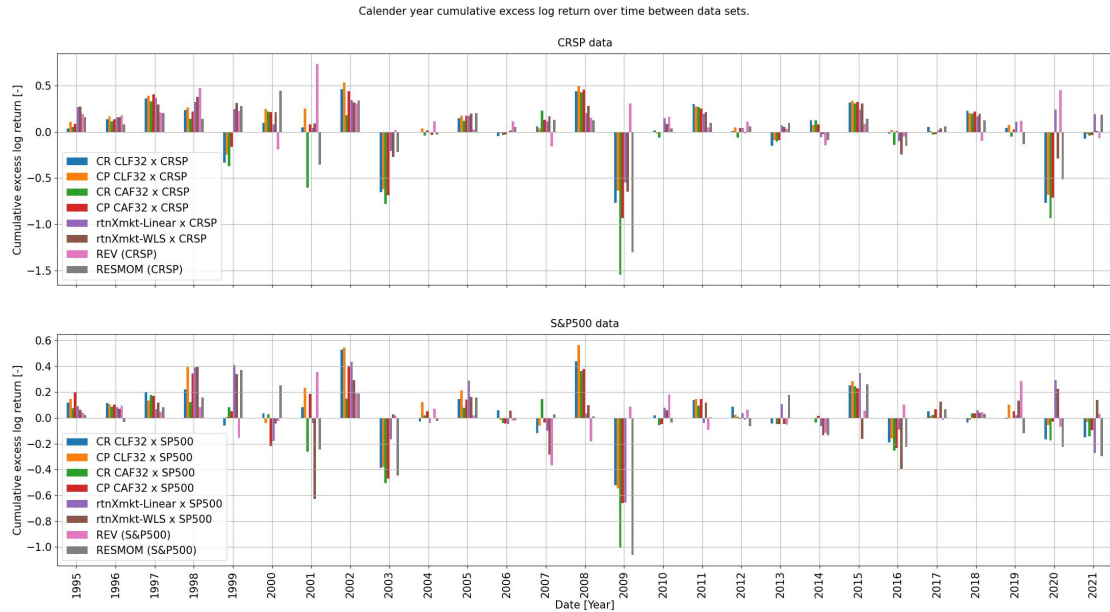 Calender year cumulative excess log return over time between data sets.
CRSP data
Cumulative excess log return [-]
0.5
0.0
−0.5
−1.0
−1.5
CR CLF32 x CRSP
CP CLF32 x CRSP
CR CAF32 x CRSP
CP CAF32 x CRSP
rtnXmkt-Linear x CRSP
rtnXmkt-WLS x CRSP
REV (CRSP)
RESMOM (CRSP)
S&P500 data
Cumulative excess log return [-]
0.6
0.4
0.2
0.0
−0.2
−0.4
−0.6
−0.8
−1.0
CR CLF32 x SP500
CP CLF32 x SP500
CR CAF32 x SP500
CP CAF32 x SP500
rtnXmkt-Linear x SP500
rtnXmkt-WLS x SP500
REV (S&P500)
RESMOM (S&P500)
1995 1996 1997 1998 1999 2000 2001 2002 2003 2004 2005 2006 2007 2008 2009 2010 2011 2012 2013 2014 2015 2016 2017 2018 2019 2020 2021
Date [Year]